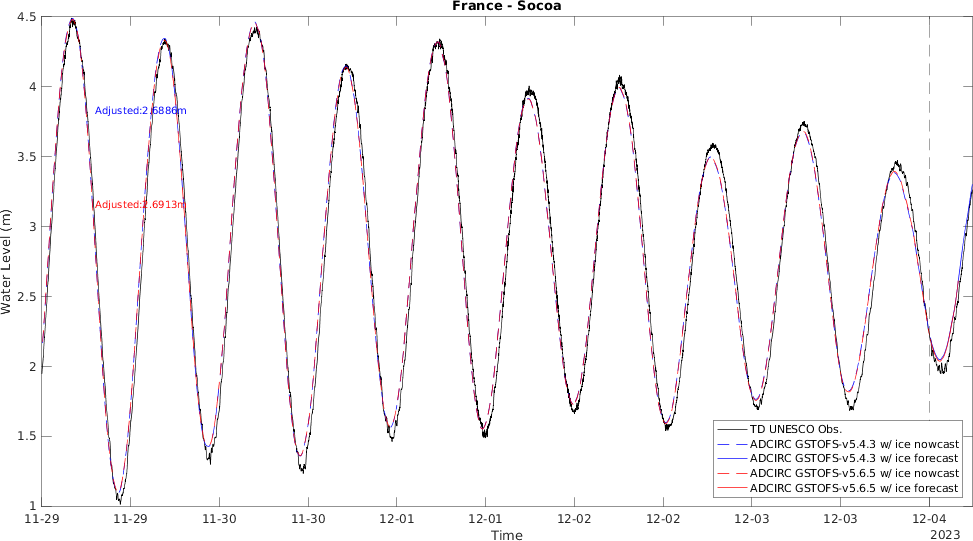 France - Socoa
4.5
4
3.5
3
2.5
2
1.5
1
Water Level (m)
Adjusted:2.6886m
Adjusted:2.6913m
TD UNESCO Obs.
ADCIRC GSTOFS-v5.4.3 w/ ice nowcast
ADCIRC GSTOFS-v5.4.3 w/ ice forecast
ADCIRC GSTOFS-v5.6.5 w/ ice nowcast
ADCIRC GSTOFS-v5.6.5 w/ ice forecast
11-29 11-29 11-30 11-30 12-01 12-01 12-02 12-02 12-03 12-03 12-04
Time
2023